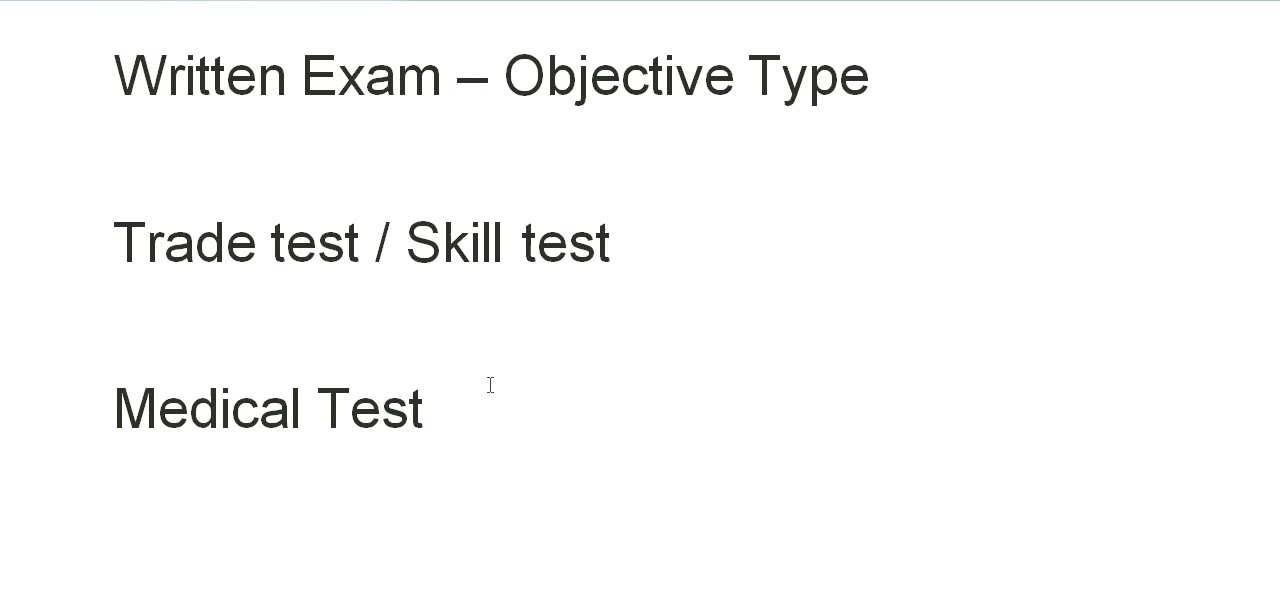 Written Exam – Objective Type
Trade test / Skill test
Medical Test